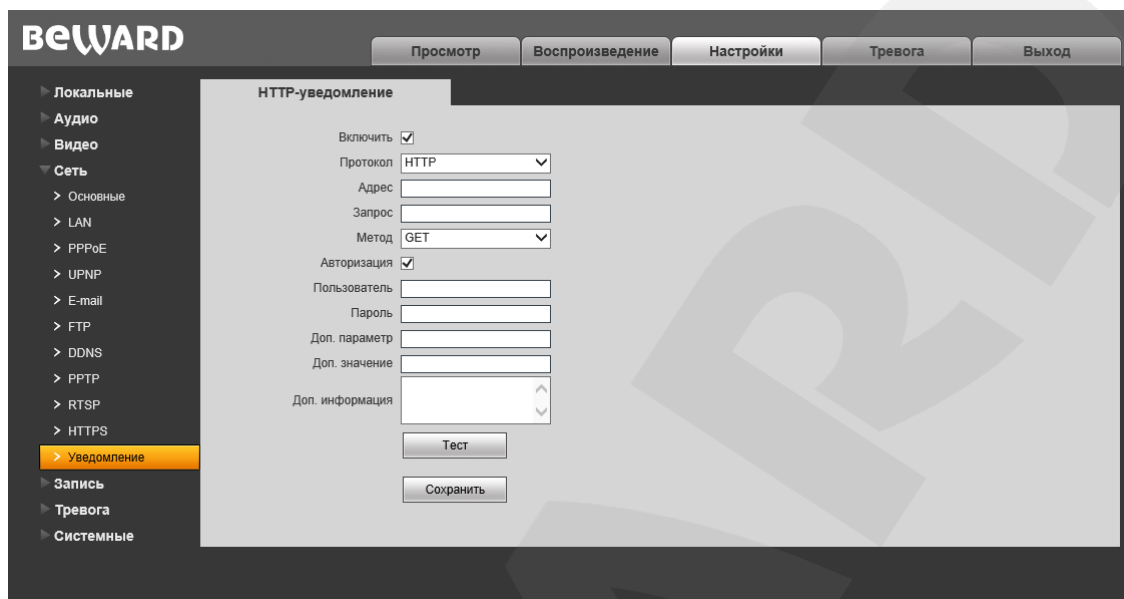 BEWARD
Просмотр Воспроизведение Настройки Тревога Выход
Локальные
Аудио
Видео
Сеть
> Основные
> LAN
> PPPoE
> UPNP
> E-mail
> FTP
> DDNS
> PPTP
> RTSP
> HTTPS
> Уведомление
Запись
Тревога
Системные
HTTP-уведомление
Включить
Протокол HTTP
Адрес
Запрос
Метод GET
Авторизация
Пользователь
Пароль
Доп. параметр
Доп. значение
Доп. информация
Тест
Сохранить